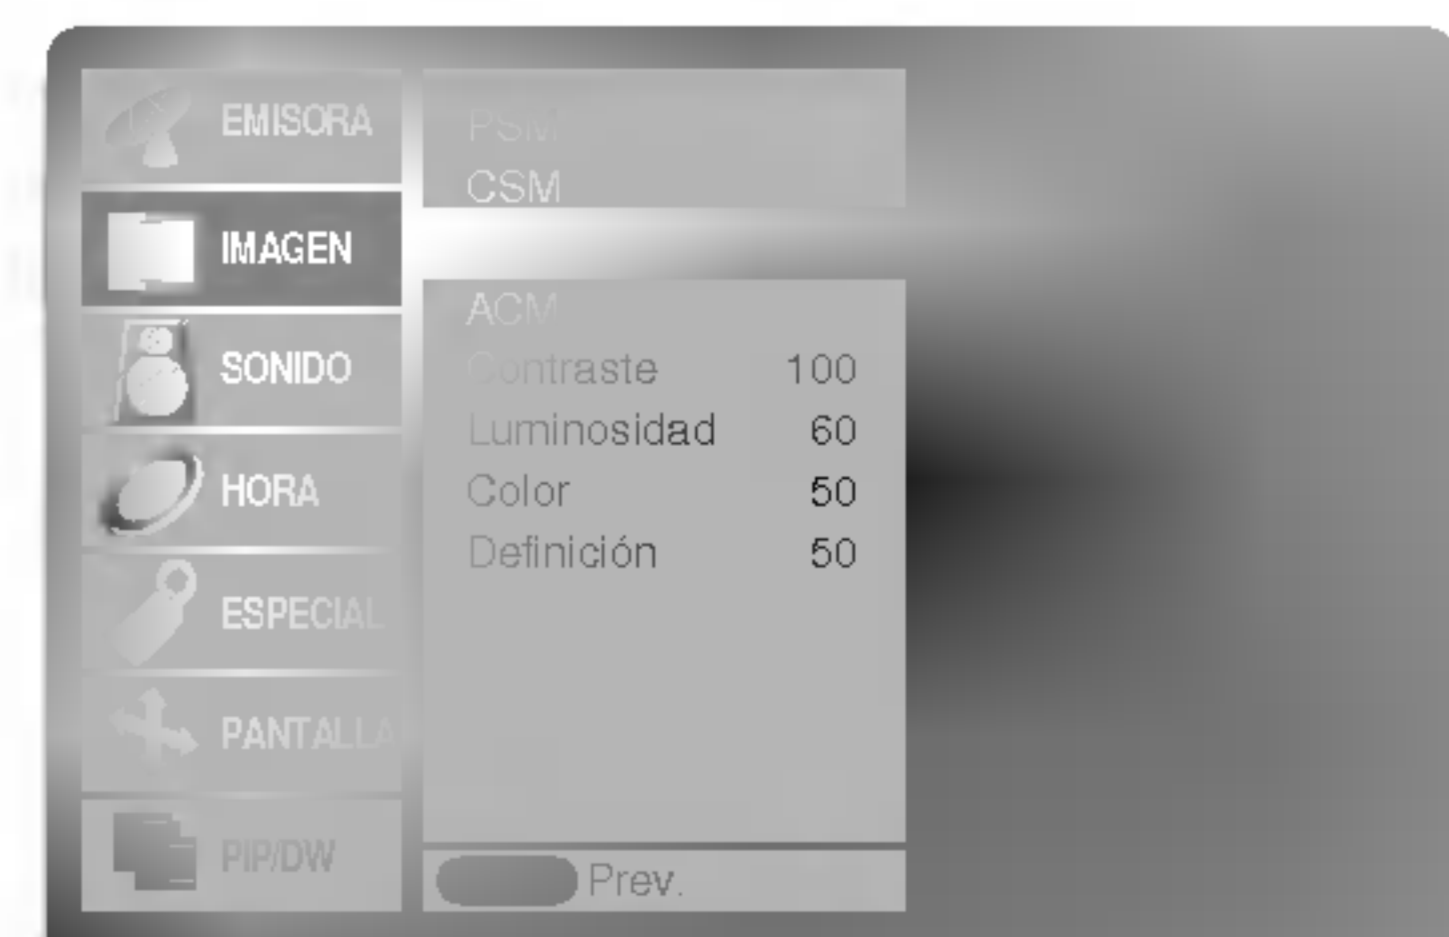 EMISORA
IMAGEN
SONIDO
HORA
ESPECIAL
PANTALLA
PIP/DW
PSM
CSM
ACM
Contraste 100
Luminosidad 60
Color 50
Definición 50
Prev.